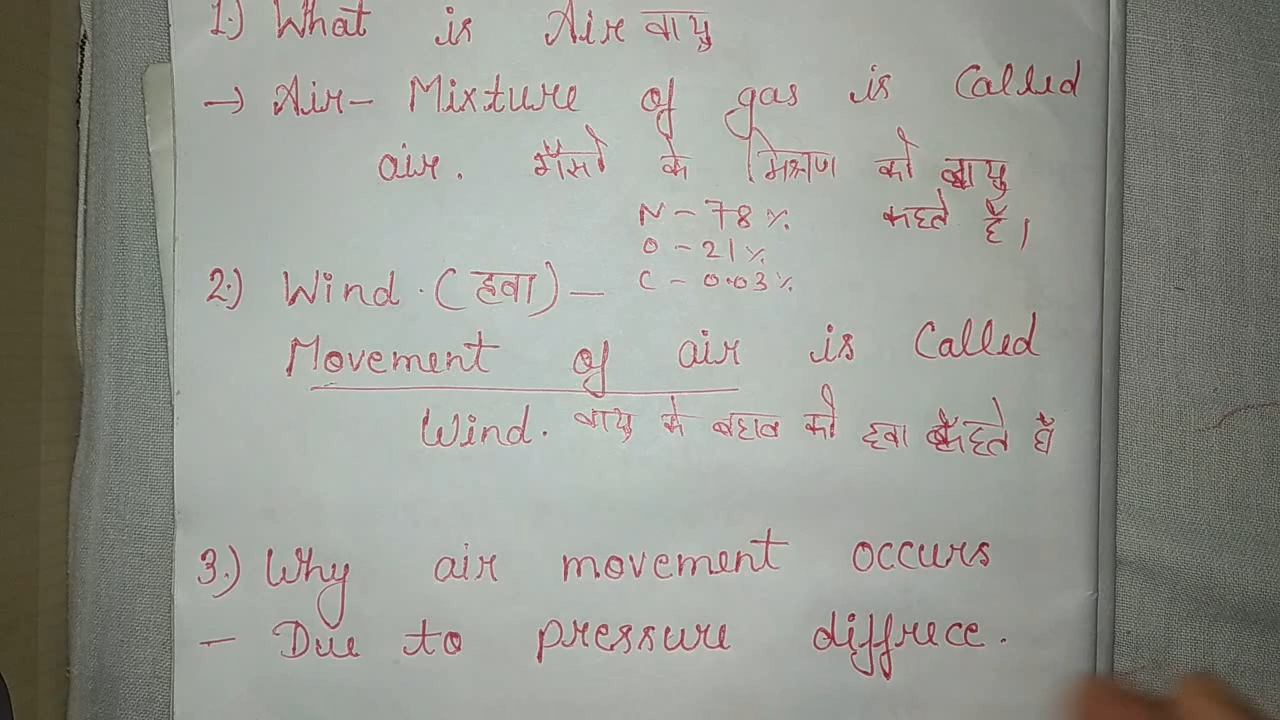 1.) What is Air वायु
→ Air- Mixture of gas is Called
air. गैसो के मिश्रण को वायु
कहते हैं।
N - 78%
O - 21%
C - 0.03%
2.) Wind. (हवा) -
Movement of air is Called
Wind. वायु के बहाव को हवा कहते हैं
3.) Why air movement occurs
- Due to pressure diffrece.